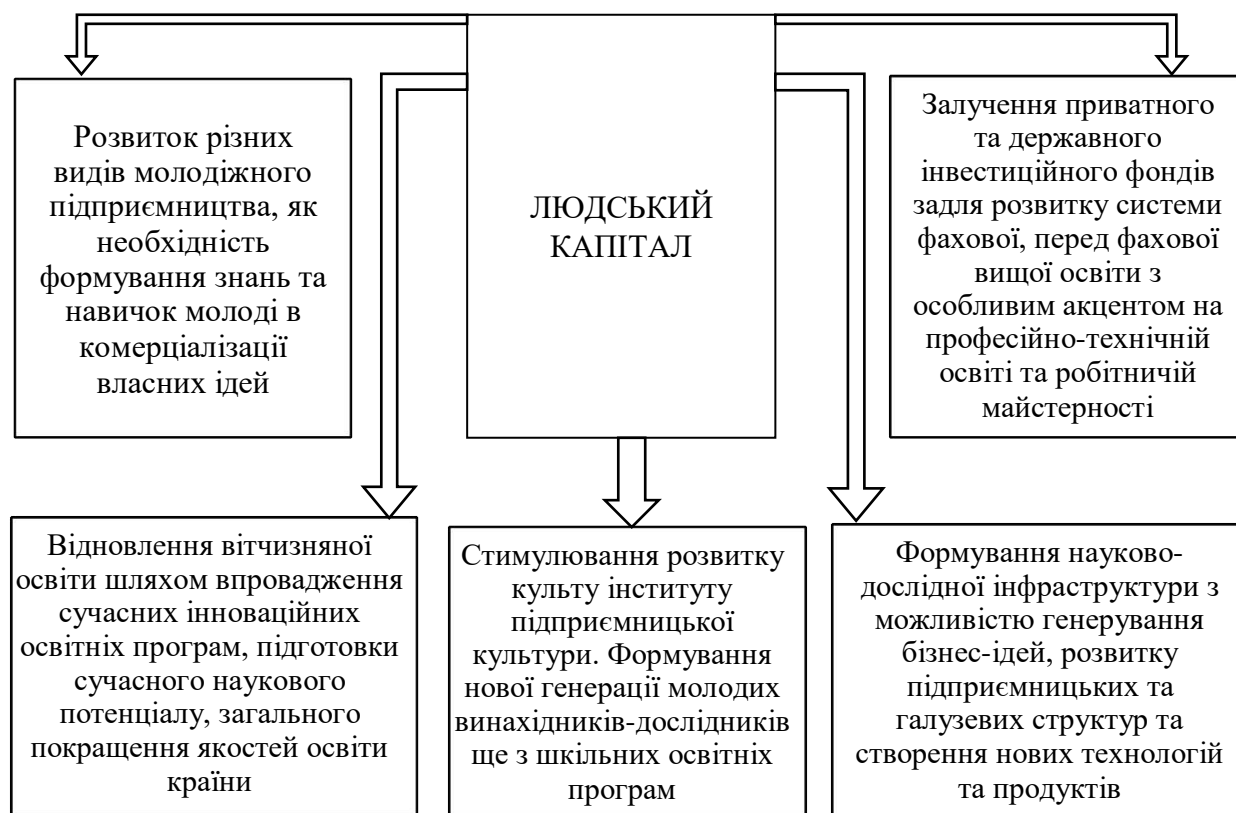 Розвиток різних
видів молодіжного
підприємництва, як
необхідність
формування знань та
навичок молоді в
комерціалізації
власних ідей
ЛЮДСЬКИЙ
КАПІТАЛ
Залучення приватного
та державного
інвестиційного фондів
задля розвитку системи
фахової, перед фахової
вищої освіти з
особливим акцентом на
професійно-технічній
освіті та робітничій
майстерності
Відновлення вітчизняної
освіти шляхом впровадження
сучасних інноваційних
освітніх програм, підготовки
сучасного наукового
потенціалу, загального
покращення якостей освіти
країни
Стимулювання розвитку
культу інституту
підприємницької
культури. Формування
нової генерації молодих
винахідників-дослідників
ще з шкільних освітніх
програм
Формування науково-
дослідної інфраструктури з
можливістю генерування
бізнес-ідей, розвитку
підприємницьких та
галузевих структур та
створення нових технологій
та продуктів